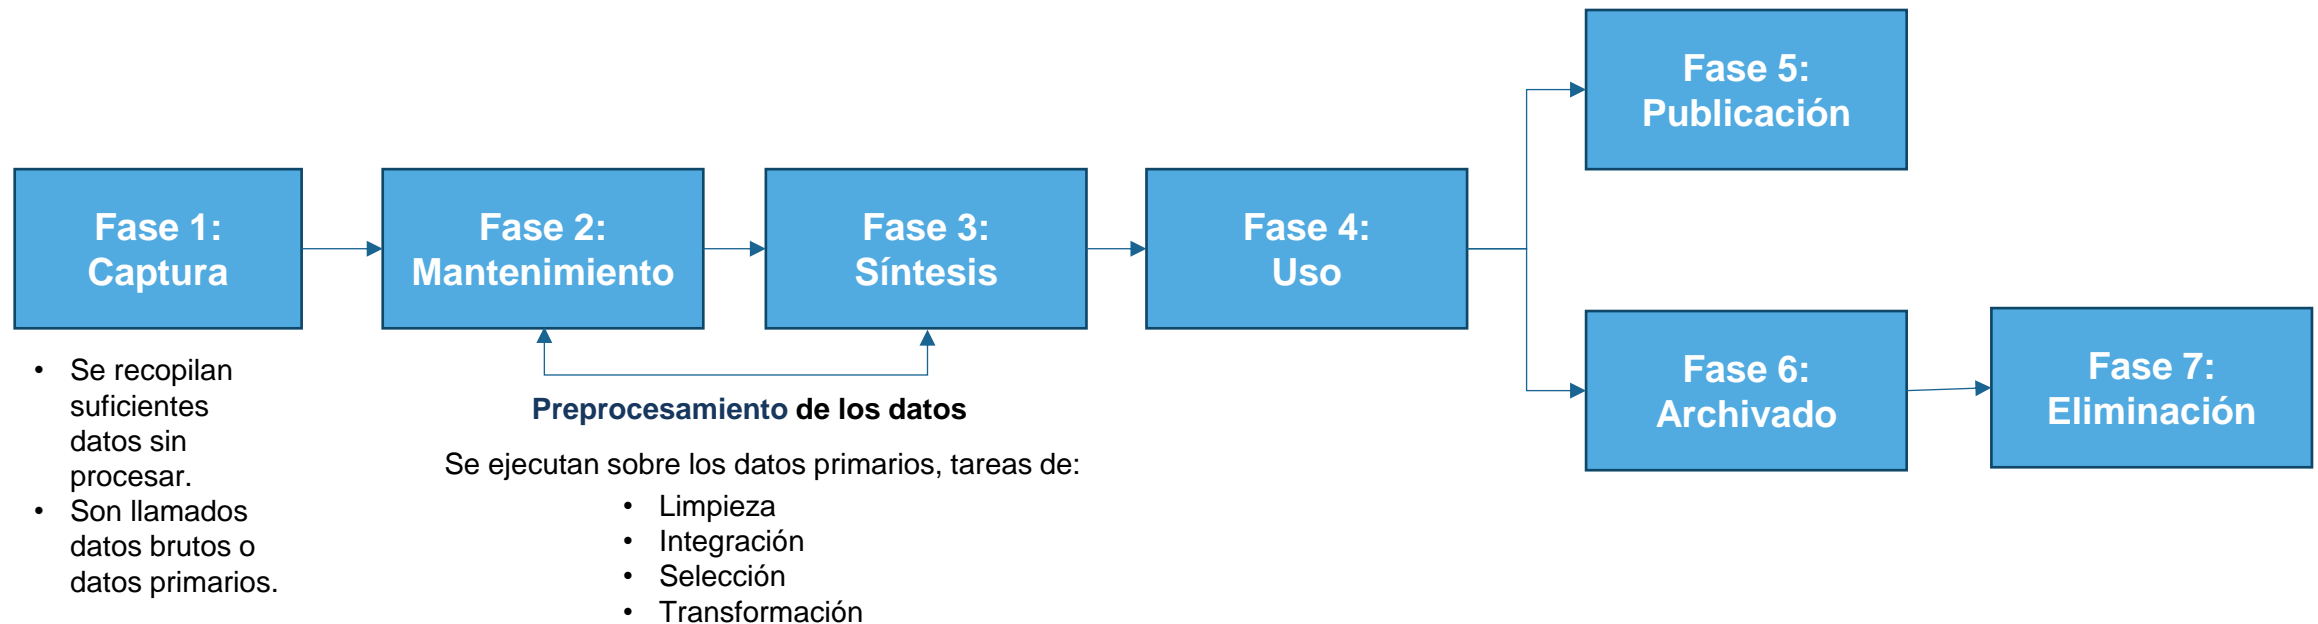 Fase 5:
Publicación
Fase 1:
Captura
Fase 2:
Mantenimiento
Fase 3:
Síntesis
Fase 4:
Uso
Fase 6:
Archivado
Fase 7:
Eliminación
• Se recopilan
suficientes
datos sin
procesar.
• Son llamados
datos brutos o
datos primarios.
Preprocesamiento de los datos
Se ejecutan sobre los datos primarios, tareas de:
• Limpieza
• Integración
• Selección
• Transformación